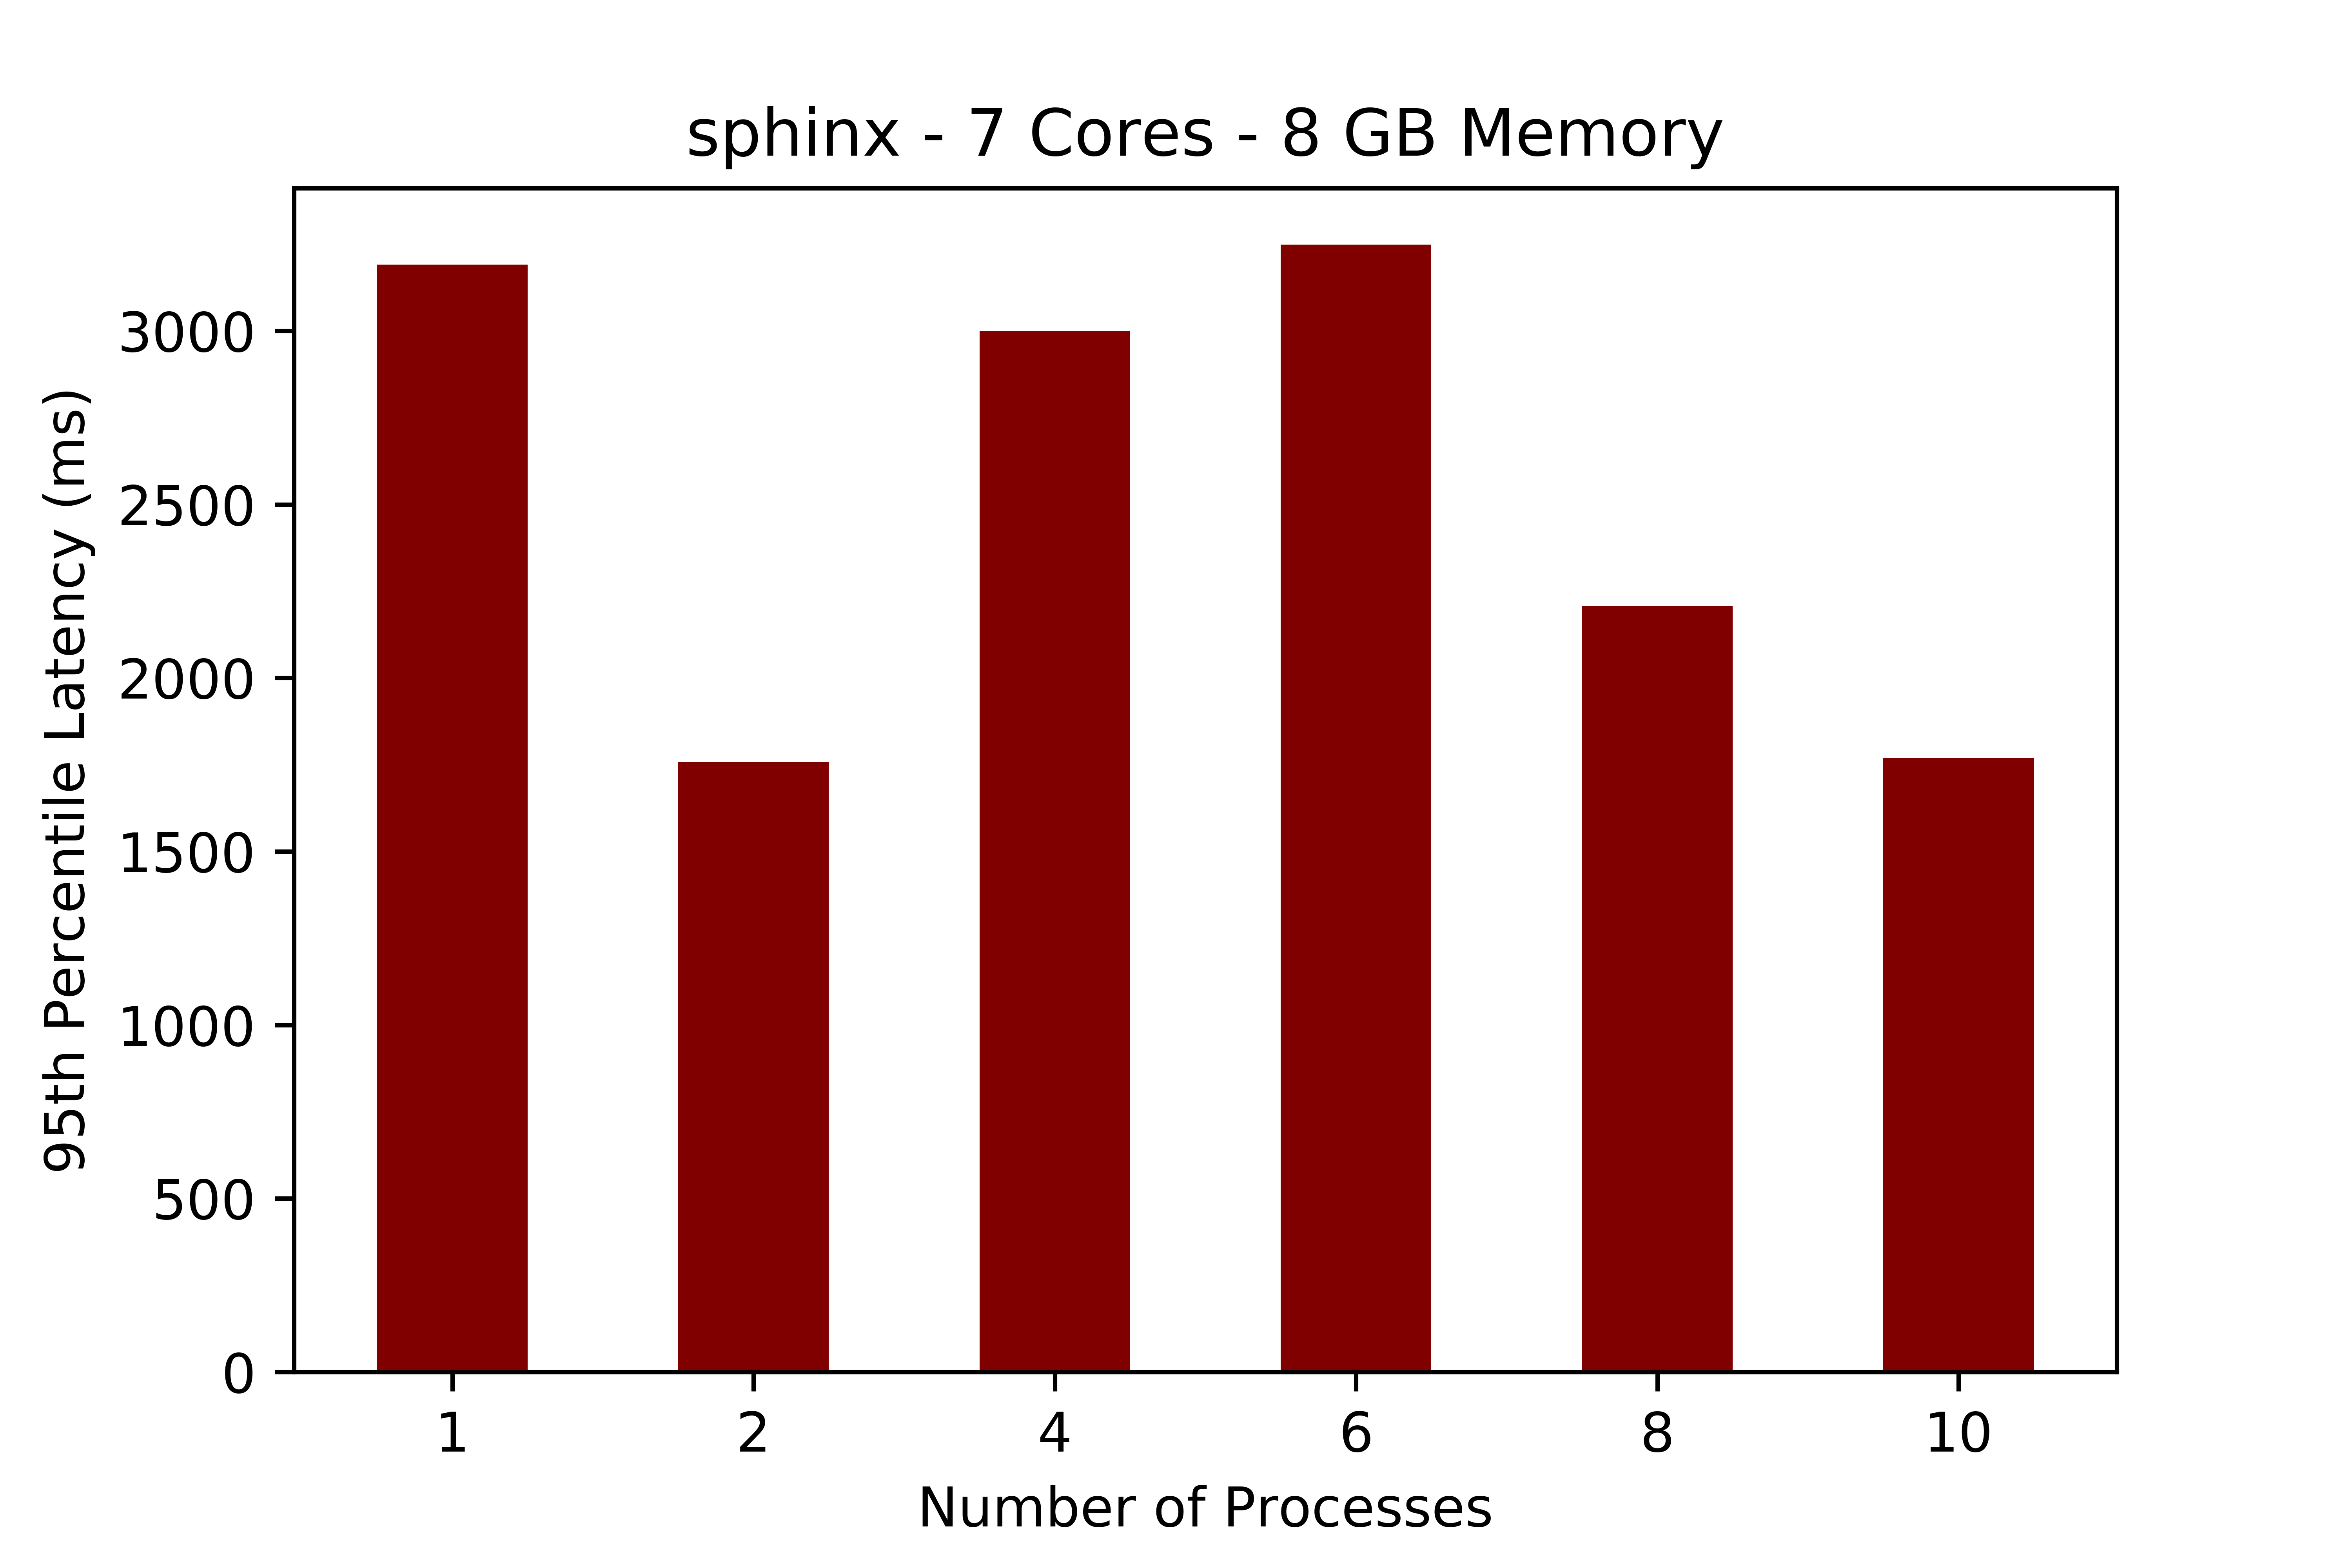 sphinx - 7 Cores - 8 GB Memory
95th Percentile Latency (ms)
3000
2500
2000
1500
1000
500
0
1 2 4 6 8 10
Number of Processes